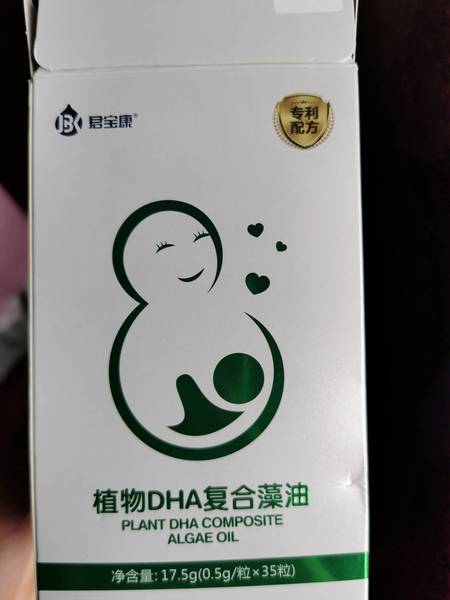 君宝康®
专利
配方
植物DHA复合藻油
PLANT DHA COMPOSITE
ALGAE OIL
净含量: 17.5g(0.5g/粒×35粒)